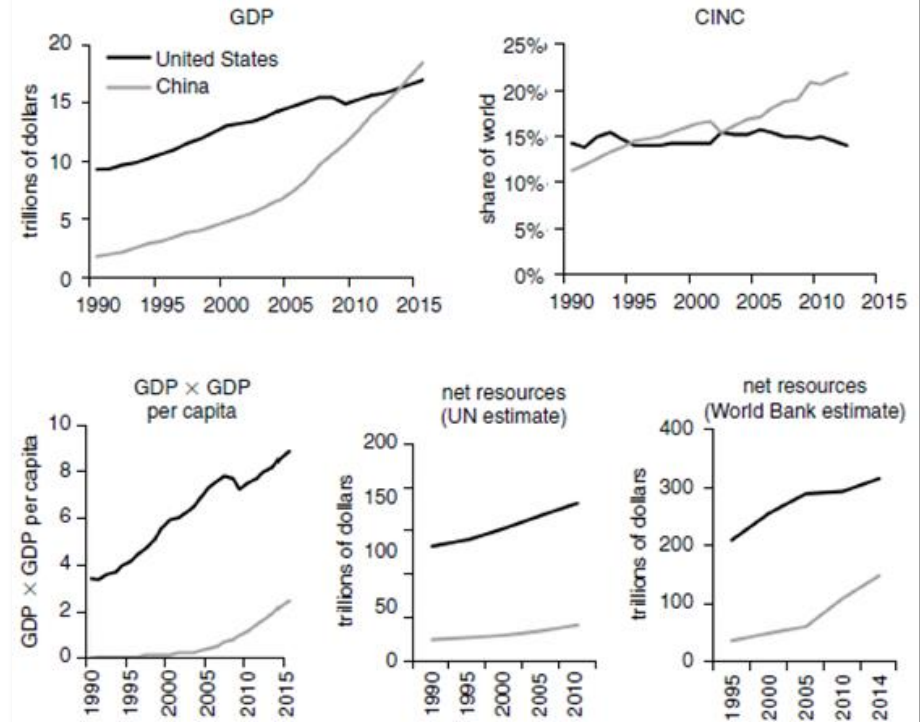 GDP
trillions of dollars
20
15
10
5
0
United States
China
1990 1995 2000 2005 2010 2015
CINC
share of world
25%
20%
15%
10%
5%
0%
1990 1995 2000 2005 2010 2015
GDP × GDP
per capita
GDP × GDP per capita
10
8
6
4
2
0
1990 1995 2000 2005 2010 2015
net resources
(UN estimate)
trillions of dollars
200
150
100
50
0
1990 1995 2000 2005 2010
net resources
(World Bank estimate)
trillions of dollars
400
300
200
100
0
1995 2000 2005 2010 2014